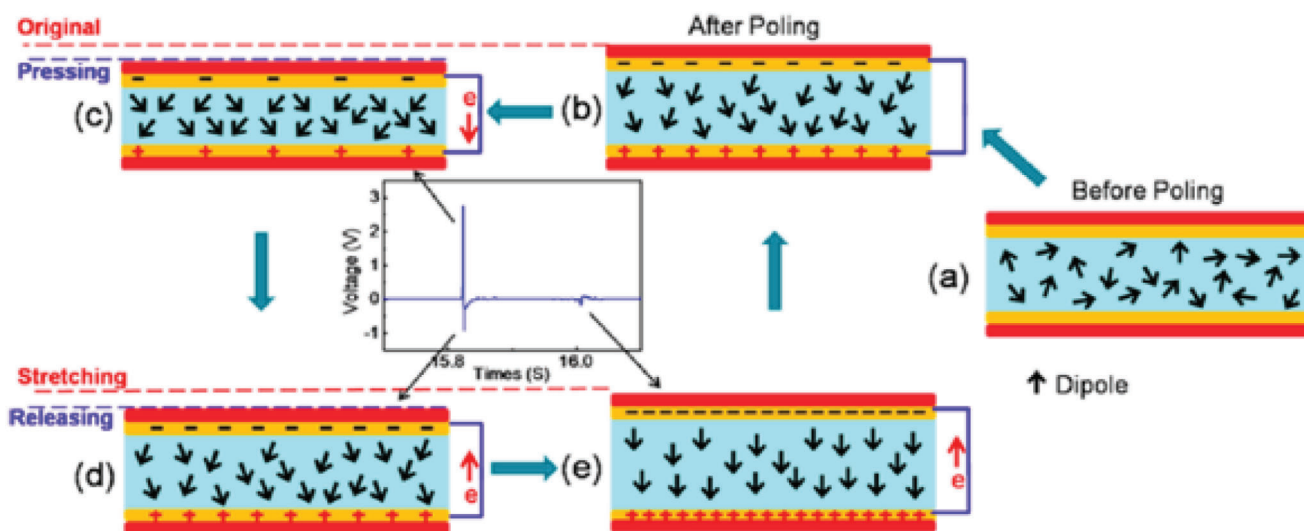 Original
After Poling
Pressing
(c)
e
(b)
Before Poling
(a)
3
2
1
0
-1
Voltage (V)
15.8
16.0
Times (S)
Stretching
Releasing
(d)
e
(e)
e
Dipole